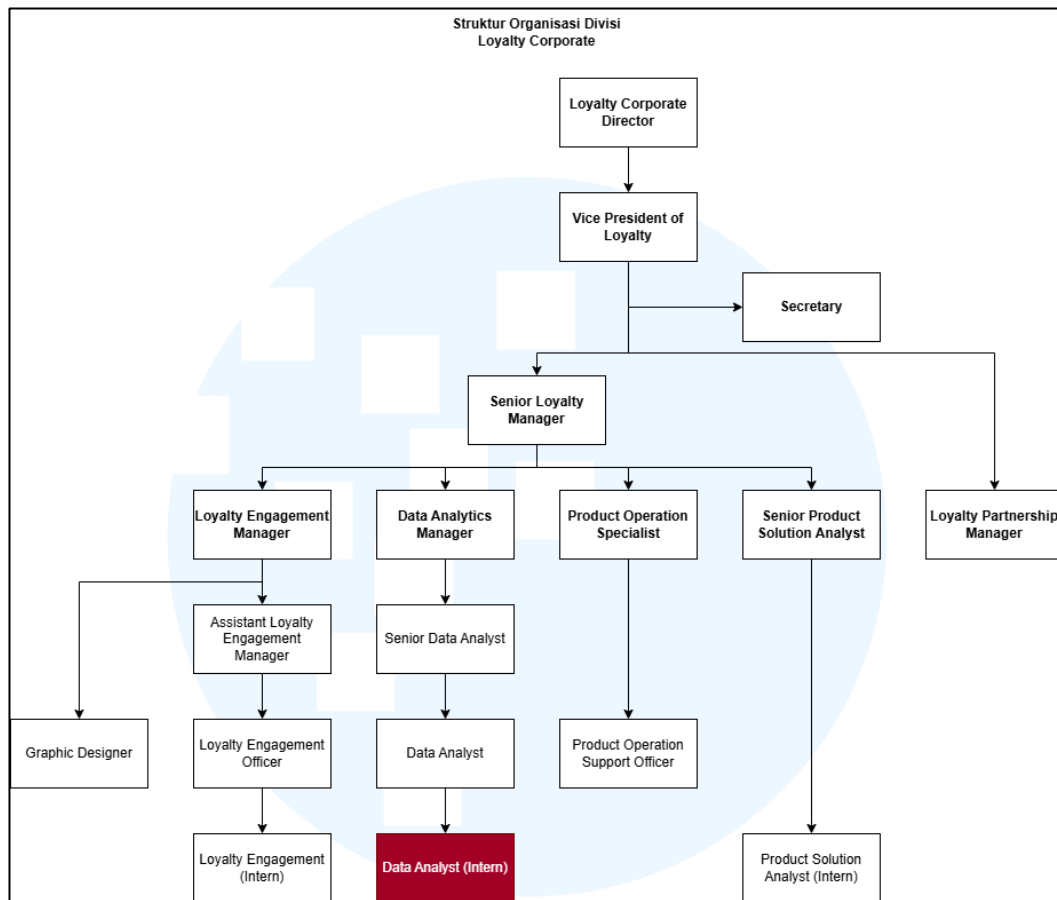 Struktur Organisasi Divisi
Loyalty Corporate
Loyalty Corporate
Director
Vice President of
Loyalty
Secretary
Senior Loyalty
Manager
Loyalty Engagement
Manager
Data Analytics
Manager
Product Operation
Specialist
Senior Product
Solution Analyst
Loyalty Partnership
Manager
Assistant Loyalty
Engagement
Manager
Senior Data Analyst
Graphic Designer
Loyalty Engagement
Officer
Data Analyst
Product Operation
Support Officer
Loyalty Engagement
(Intern)
Data Analyst (Intern)
Product Solution
Analyst (Intern)